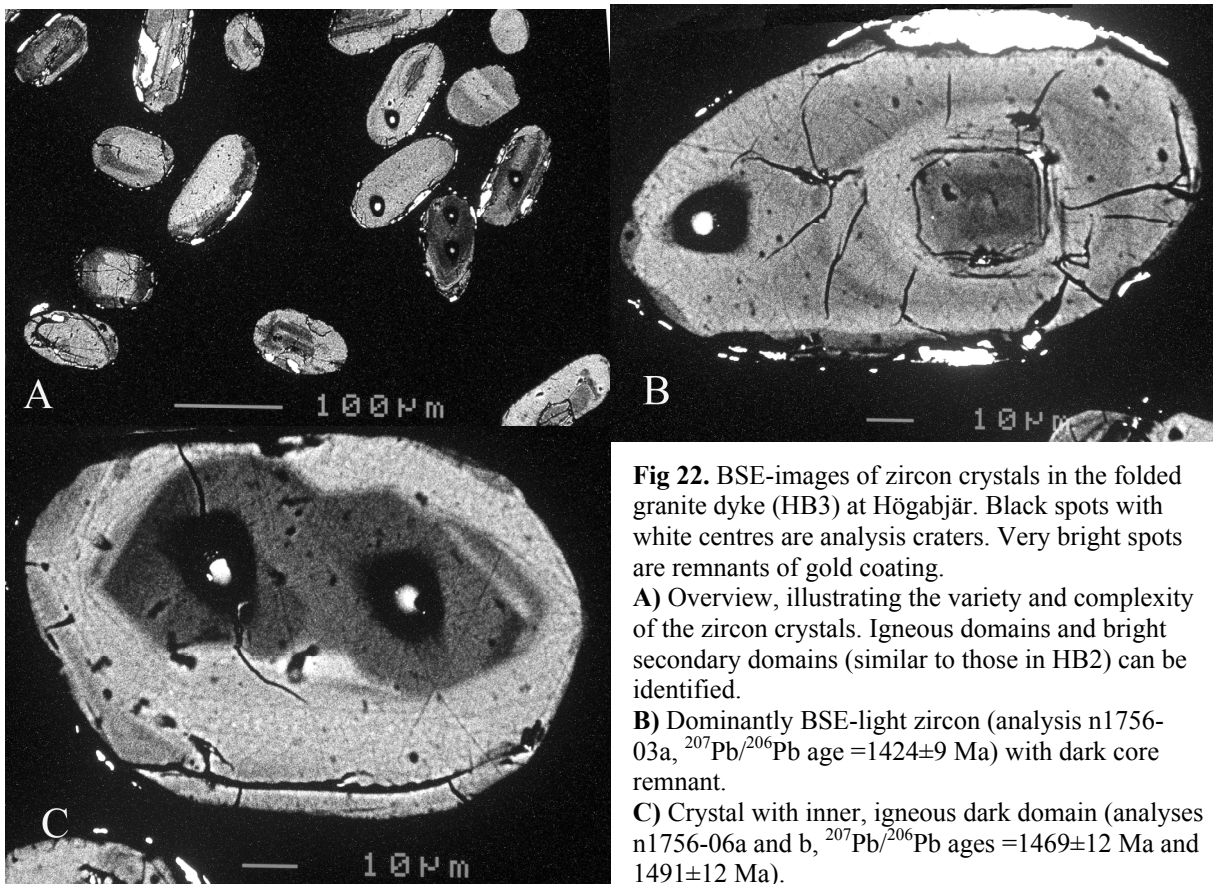 A
100µm
B
10µm
C
10µm
Fig 22. BSE-images of zircon crystals in the folded
granite dyke (HB3) at Högabjär. Black spots with
white centres are analysis craters. Very bright spots
are remnants of gold coating.
A) Overview, illustrating the variety and complexity
of the zircon crystals. Igneous domains and bright
secondary domains (similar to those in HB2) can be
identified.
B) Dominantly BSE-light zircon (analysis n1756-
03a, ²⁰⁷Pb/²⁰⁶Pb age =1424±9 Ma) with dark core
remnant.
C) Crystal with inner, igneous dark domain (analyses
n1756-06a and b, ²⁰⁷Pb/²⁰⁶Pb ages =1469±12 Ma and
1491±12 Ma).